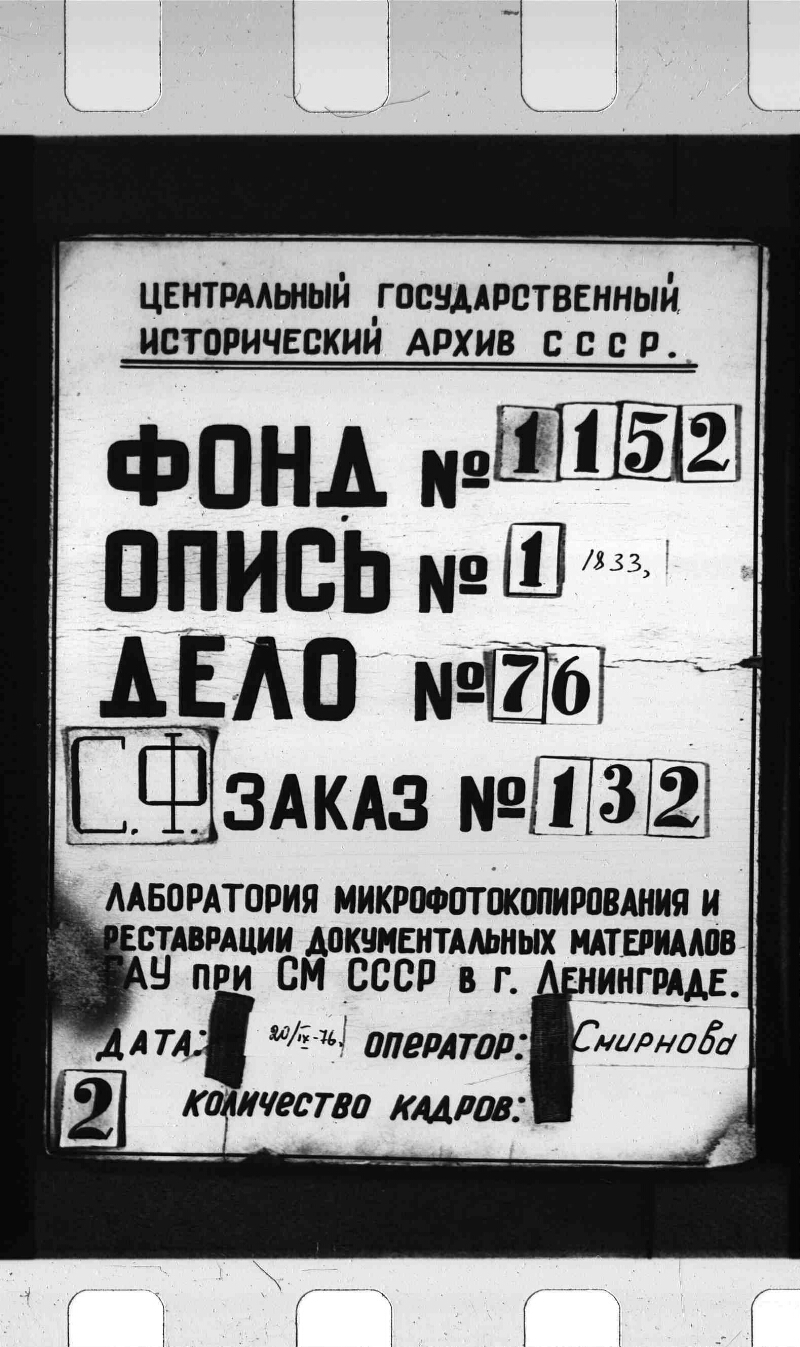 ЦЕНТРАЛЬНЫЙ ГОСУДАРСТВЕННЫЙ
ИСТОРИЧЕСКИЙ АРХИВ СССР.
ФОНД № 1152
ОПИСЬ № 1 1833,
ДЕЛО № 76
С.Ф. ЗАКАЗ № 132
ЛАБОРАТОРИЯ МИКРОФОТОКОПИРОВАНИЯ И
РЕСТАВРАЦИИ ДОКУМЕНТАЛЬНЫХ МАТЕРИАЛОВ
ГАУ ПРИ СМ СССР В Г. ЛЕНИНГРАДЕ.
ДАТА: 20/IX-76. ОПЕРАТОР: Смирнова
2 КОЛИЧЕСТВО КАДРОВ: